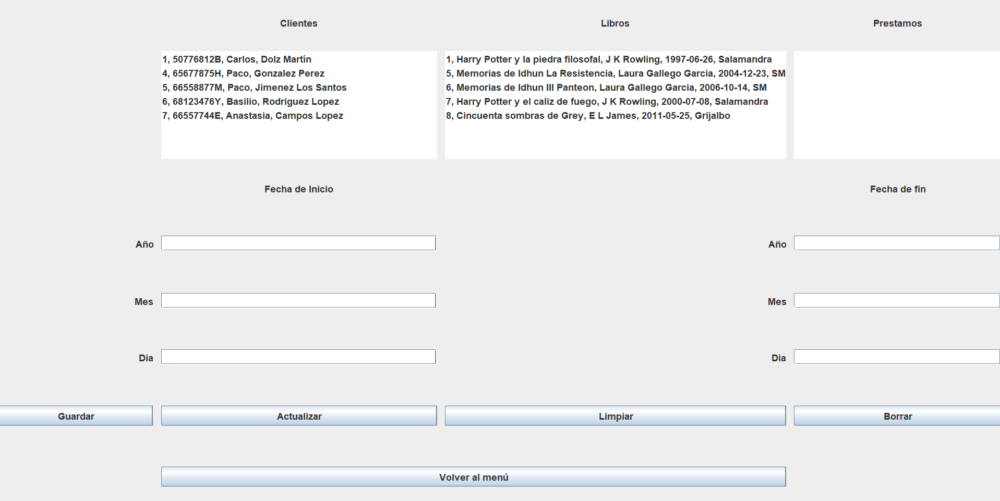 Clientes
Libros
Prestamos
1, 50776812B, Carlos, Dolz Martín
4, 65677875H, Paco, Gonzalez Perez
5, 66558877M, Paco, Jimenez Los Santos
6, 68123476Y, Basilio, Rodriguez Lopez
7, 66557744E, Anastasia, Campos Lopez
1, Harry Potter y la piedra filosofal, J K Rowling, 1997-06-26, Salamandra
5, Memorias de Idhun La Resistencia, Laura Gallego Garcia, 2004-12-23, SM
6, Memorias de Idhun III Panteon, Laura Gallego Garcia, 2006-10-14, SM
7, Harry Potter y el caliz de fuego, J K Rowling, 2000-07-08, Salamandra
8, Cincuenta sombras de Grey, E L James, 2011-05-25, Grijalbo
Fecha de Inicio
Fecha de fin
Año
Año
Mes
Mes
Dia
Dia
Guardar
Actualizar
Limpiar
Borrar
Volver al menú